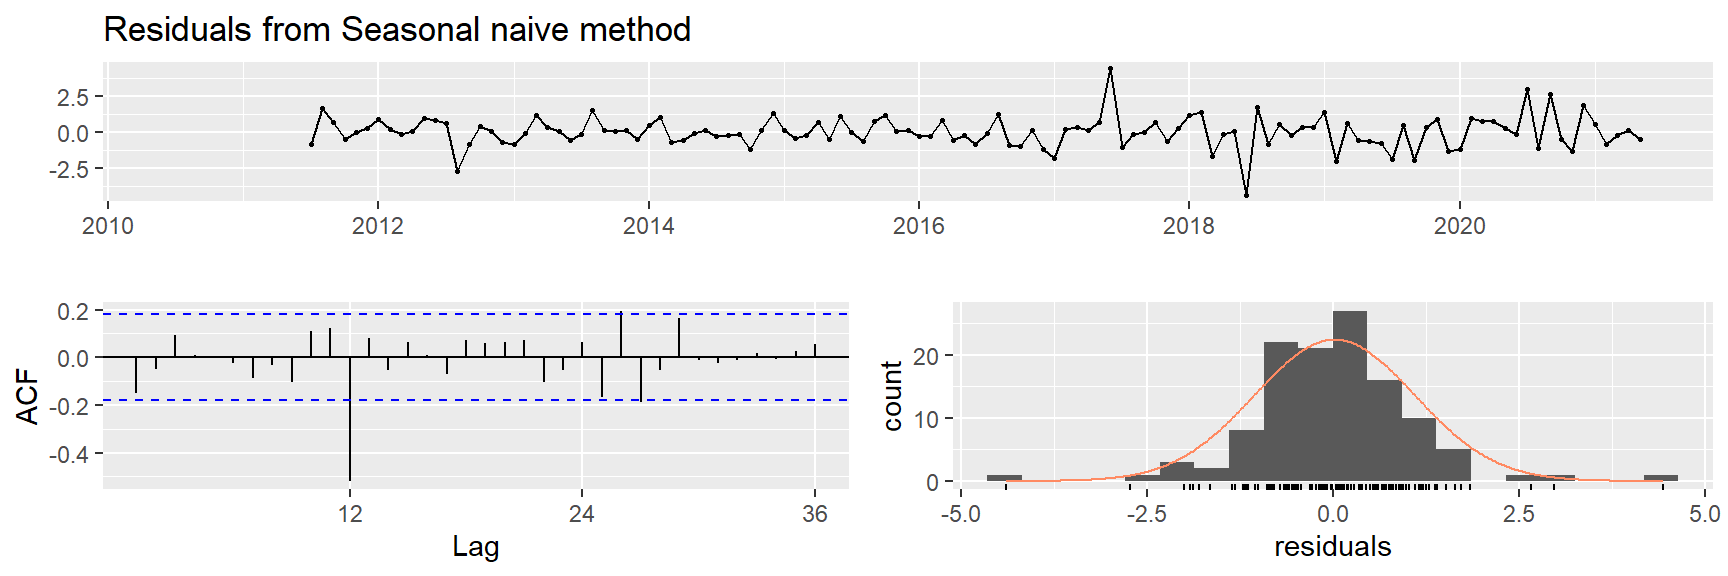 Residuals from Seasonal naive method
2.5
0.0
-2.5
2010 2012 2014 2016 2018 2020
ACF
0.2
0.0
-0.2
-0.4
12 24 36
Lag
count
20
10
0
-5.0 -2.5 0.0 2.5 5.0
residuals